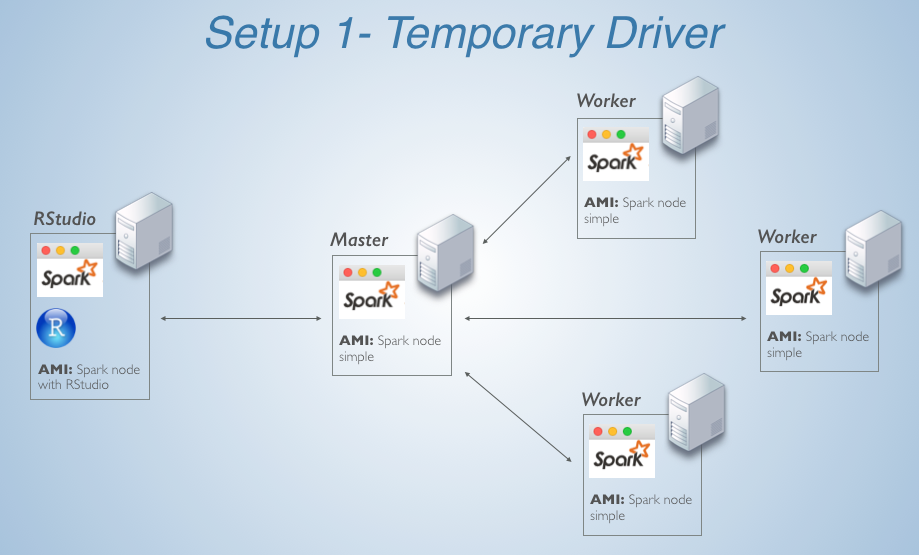 Setup 1- Temporary Driver
RStudio
Spark
R
AMI: Spark node
with RStudio
Master
Spark
AMI: Spark node
simple
Worker
Spark
AMI: Spark node
simple
Worker
Spark
AMI: Spark node
simple
Worker
Spark
AMI: Spark node
simple